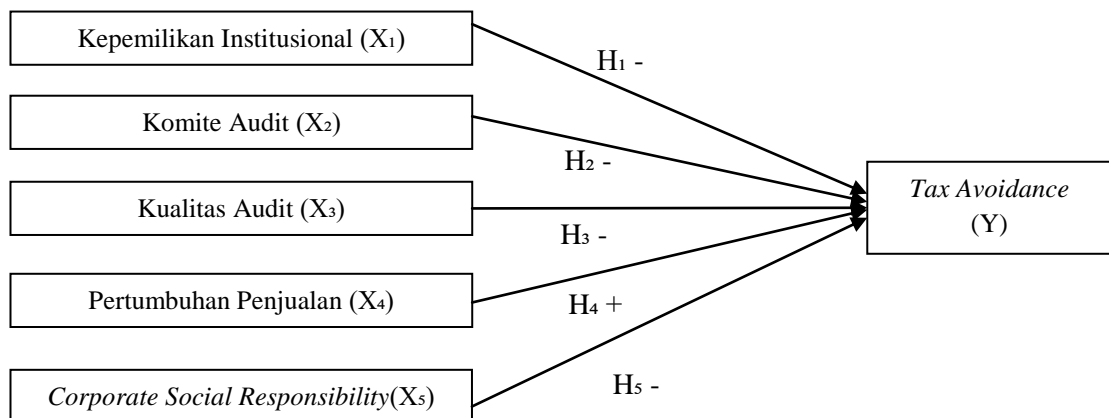 Kepemilikan Institusional (X₁)
H₁ -
Komite Audit (X₂)
H₂ -
Kualitas Audit (X₃)
H₃ -
Tax Avoidance
(Y)
Pertumbuhan Penjualan (X₄)
H₄ +
Corporate Social Responsibility(X₅)
H₅ -